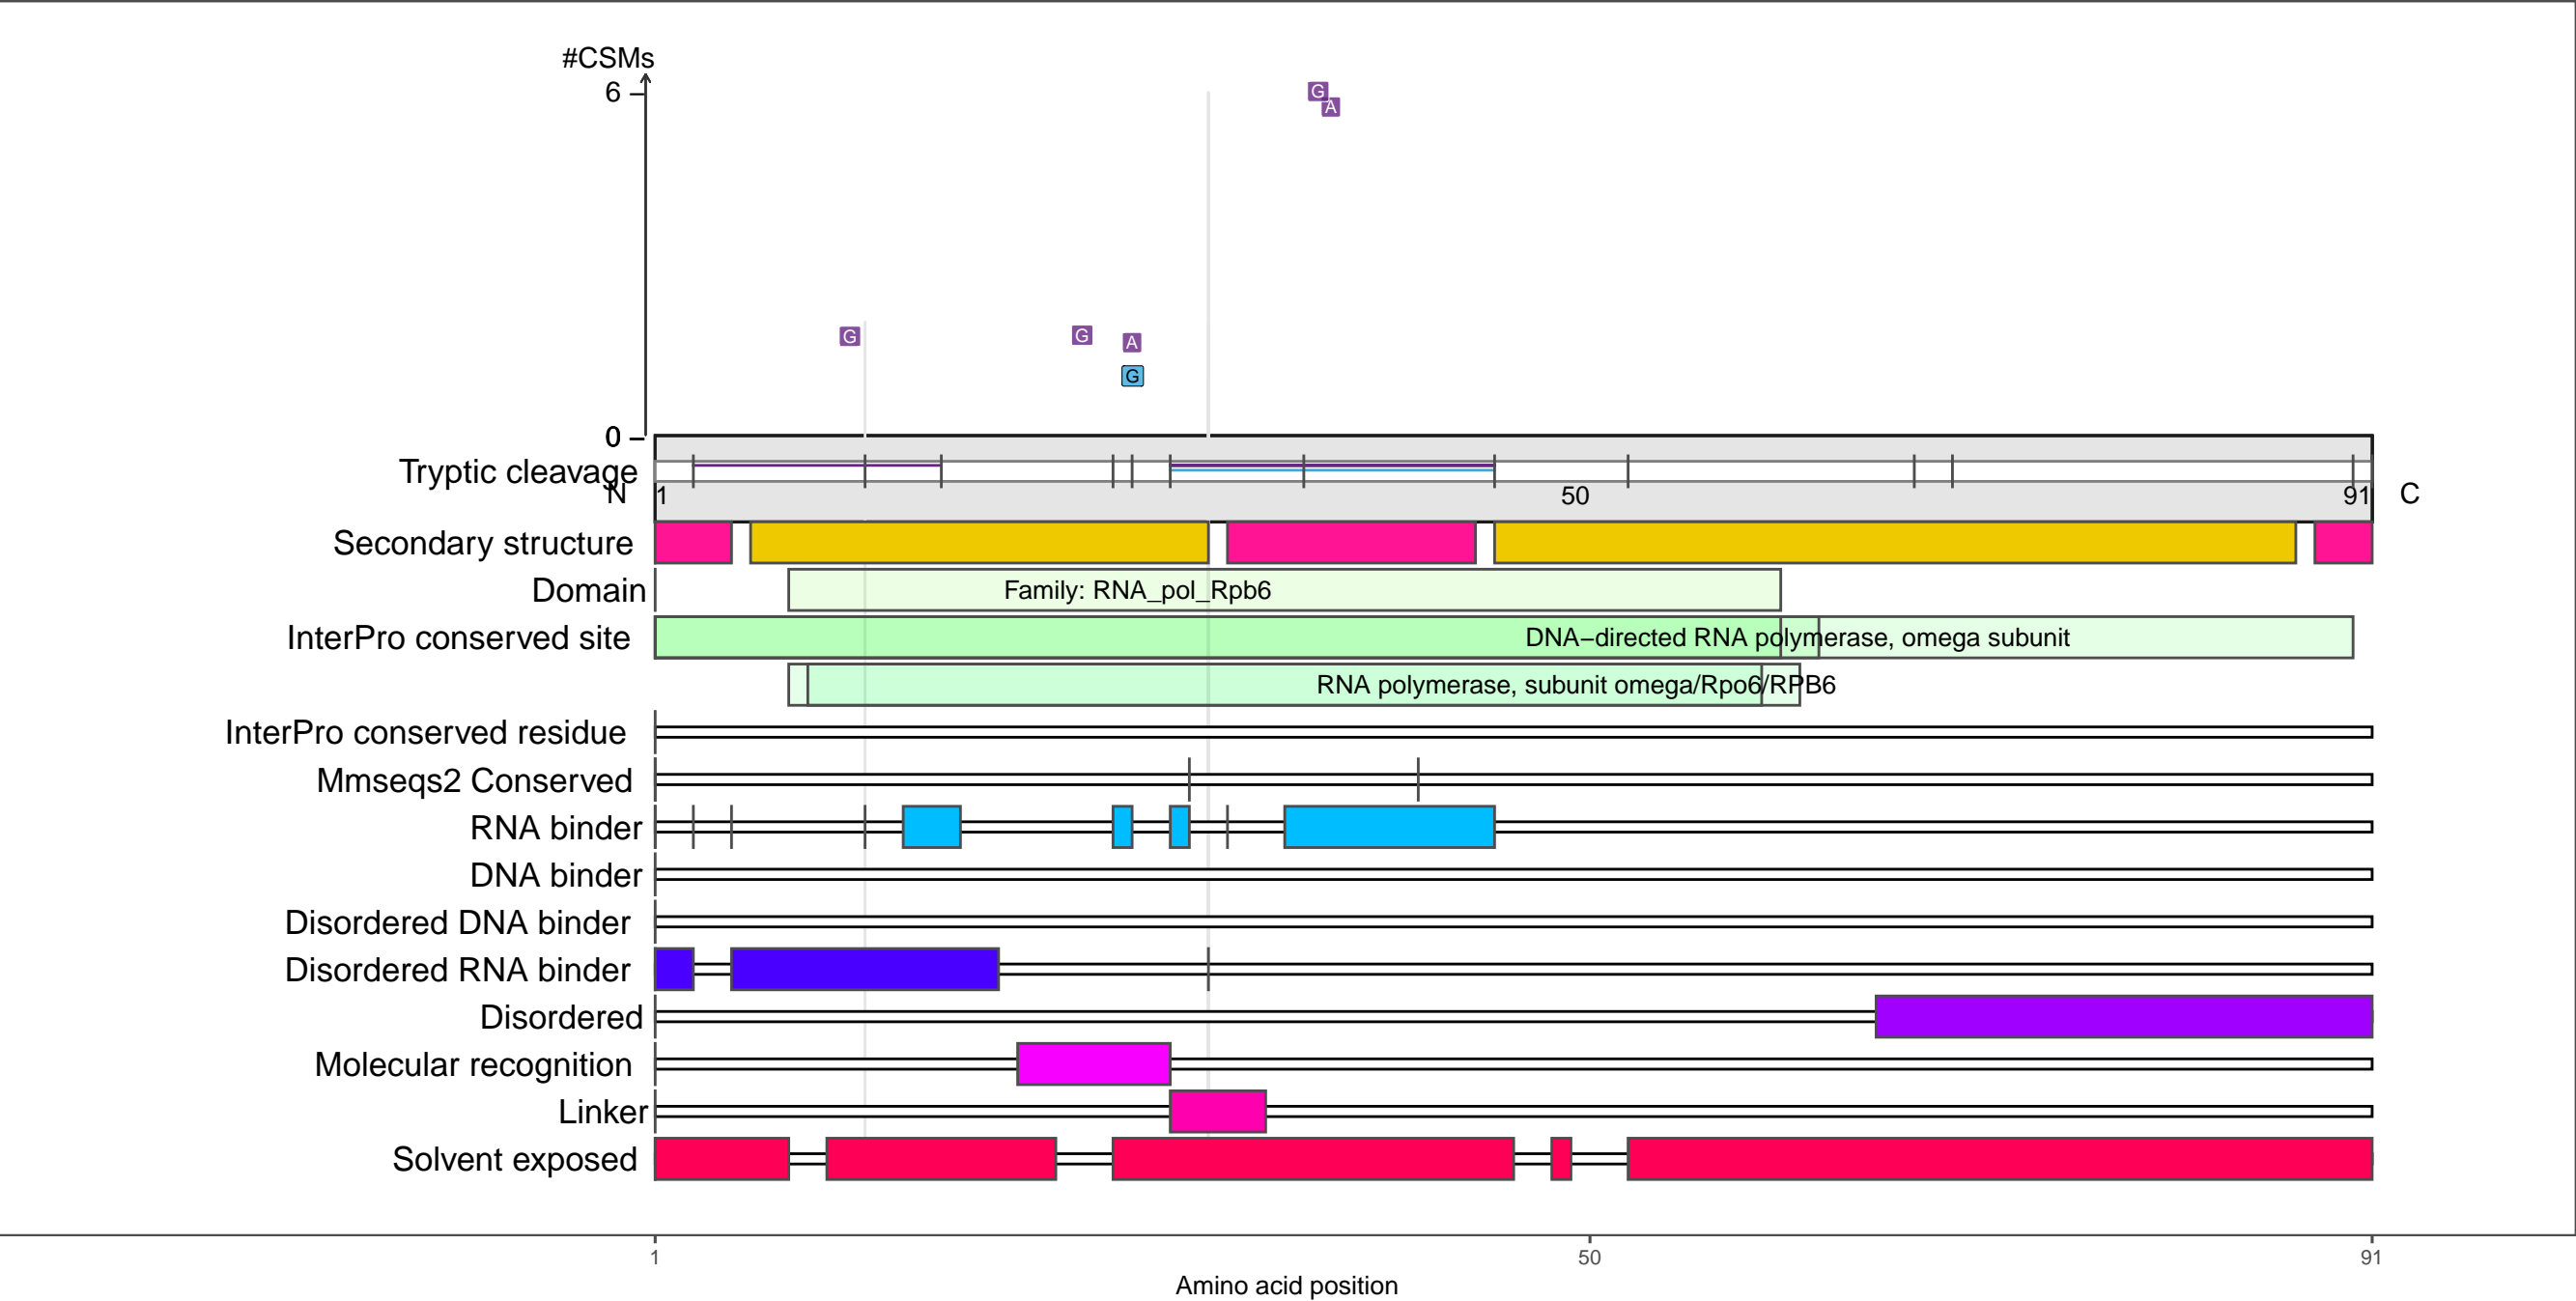 #CSMs
6
G
A
G
G
A
G
0
Tryptic cleavage
N 1 50 91 C
Secondary structure
Domain
Family: RNA_pol_Rpb6
InterPro conserved site
DNA−directed RNA polymerase, omega subunit
RNA polymerase, subunit omega/Rpo6/RPB6
InterPro conserved residue
Mmseqs2 Conserved
RNA binder
DNA binder
Disordered DNA binder
Disordered RNA binder
Disordered
Molecular recognition
Linker
Solvent exposed
1 50 91
Amino acid position